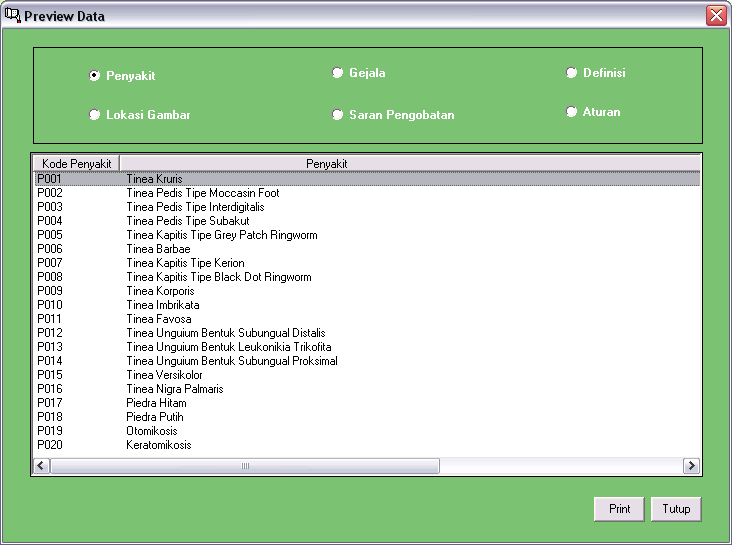 Preview Data
Penyakit Gejala Definisi
Lokasi Gambar Saran Pengobatan Aturan
Kode Penyakit Penyakit
P001 Tinea Kruris
P002 Tinea Pedis Tipe Moccasin Foot
P003 Tinea Pedis Tipe Interdigitalis
P004 Tinea Pedis Tipe Subakut
P005 Tinea Kapitis Tipe Grey Patch Ringworm
P006 Tinea Barbae
P007 Tinea Kapitis Tipe Kerion
P008 Tinea Kapitis Tipe Black Dot Ringworm
P009 Tinea Korporis
P010 Tinea Imbrikata
P011 Tinea Favosa
P012 Tinea Unguium Bentuk Subungual Distalis
P013 Tinea Unguium Bentuk Leukonikia Trikofita
P014 Tinea Unguium Bentuk Subungual Proksimal
P015 Tinea Versikolor
P016 Tinea Nigra Palmaris
P017 Piedra Hitam
P018 Piedra Putih
P019 Otomikosis
P020 Keratomikosis
Print Tutup